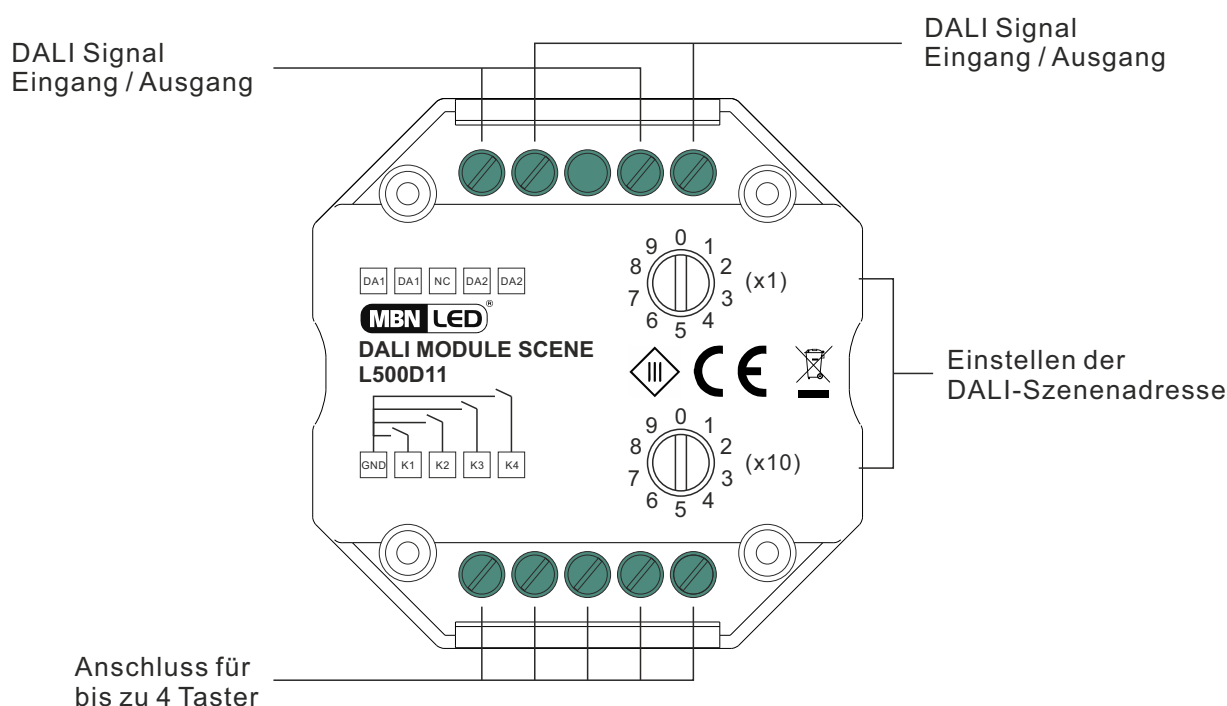 DALI Signal
Eingang / Ausgang
DALI Signal
Eingang / Ausgang
DA1 DA1 NC DA2 DA2
MBN LED®
DALI MODULE SCENE
L500D11
GND K1 K2 K3 K4
0 1 2 3 4 5 6 7 8 9
(x1)
III CE
0 1 2 3 4 5 6 7 8 9
(x10)
Einstellen der
DALI-Szenenadresse
Anschluss für
bis zu 4 Taster